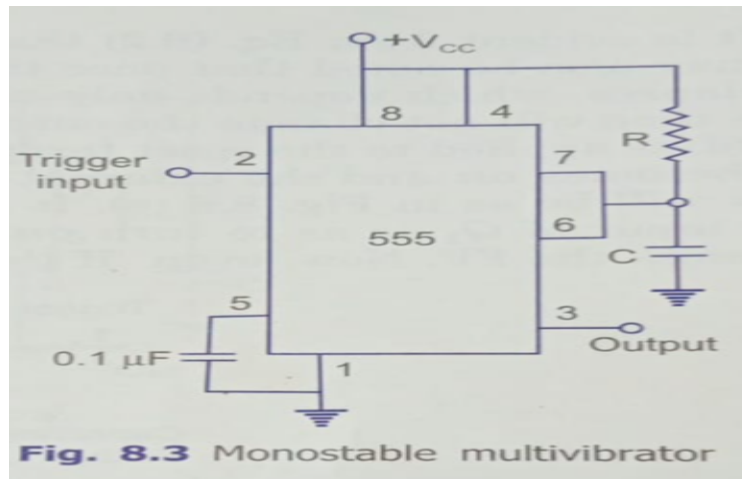 +VCC
8 4
R
Trigger
input
2
7
555
6
C
5
3
Output
0.1 μF
1
Fig. 8.3 Monostable multivibrator